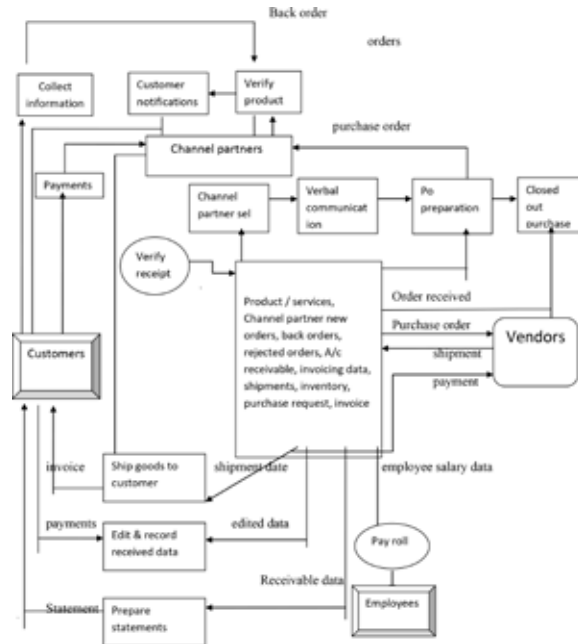 Back order
orders
Collect
information
Customer
notifications
Verify
product
purchase order
Channel partners
Payments
Channel
partner sel
Verbal
communicat
ion
Po
preparation
Closed
out
purchase
Verify
receipt
Product / services,
Channel partner new
orders, back orders,
rejected orders, A/c
receivable, invoicing data,
shipments, inventory,
purchase request, invoice
Order received
Purchase order
Vendors
shipment
payment
Customers
invoice
Ship goods to
customer
shipment date
employee salary data
payments
Edit & record
received data
edited data
Pay roll
Receivable data
Employees
Statement
Prepare
statements